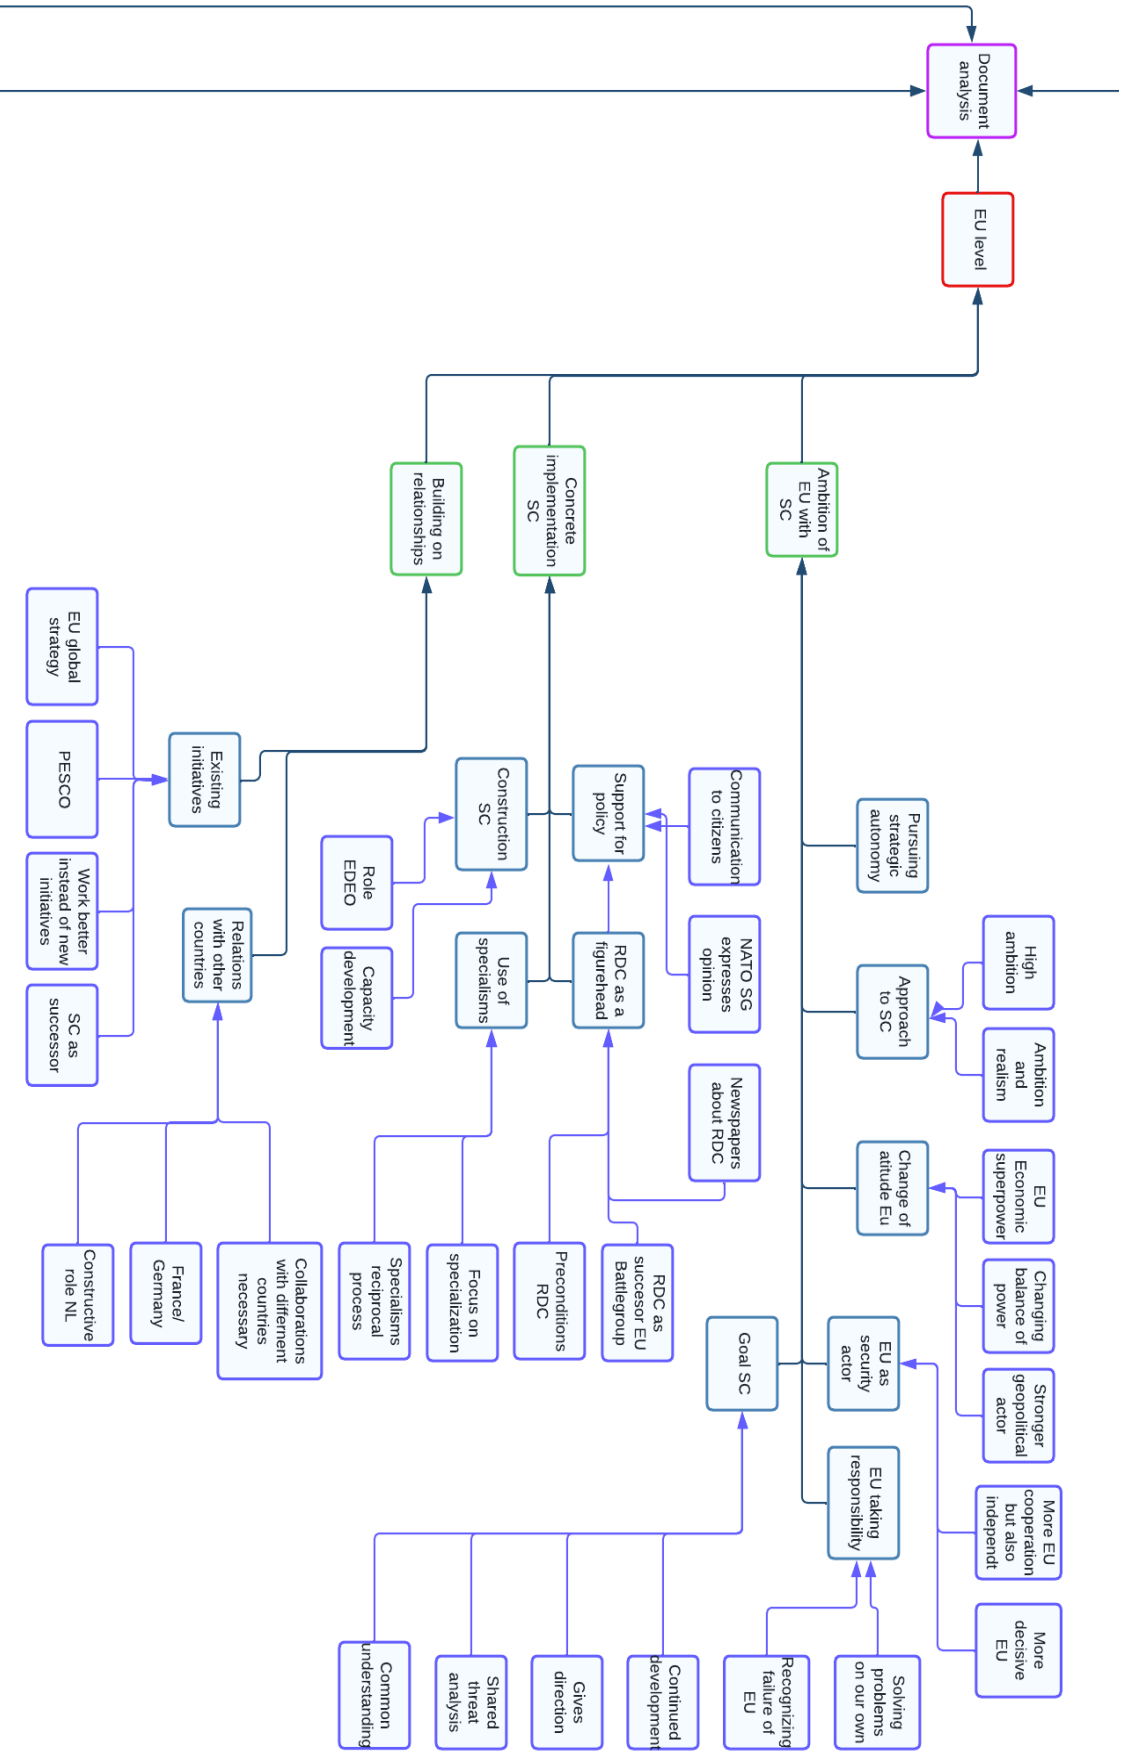 Document
analysis
EU level
Ambition of
EU with
SC
Concrete
implementation
SC
Building on
relationships
Pursuing
strategic
autonomy
Approach
to SC
High
ambition
Ambition
and
realism
Change of
atitude Eu
EU
Economic
superpower
Changing
balance of
power
Stronger
geopolitical
actor
EU as
security
actor
More EU
cooperation
but also
independt
More
decisive
EU
Goal SC
EU taking
responsibility
Solving
problems
on our own
Recognizing
failure of
EU
Continued
development
Gives
direction
Shared
threat
analysis
Common
understanding
Communication
to citizens
Support for
policy
NATO SG
expresses
opinion
RDC as a
figurehead
Newspapers
about RDC
RDC as
succesor EU
Battlegroup
Preconditions
RDC
Construction
SC
Role
EDEO
Capacity
development
Use of
specialisms
Focus on
specialization
Specialisms
reciprocal
process
Existing
initiatives
EU global
strategy
PESCO
Work better
instead of new
initiatives
SC as
successor
Relations
with other
countries
Collaborations
with differnent
countries
necessary
France/
Germany
Constructive
role NL